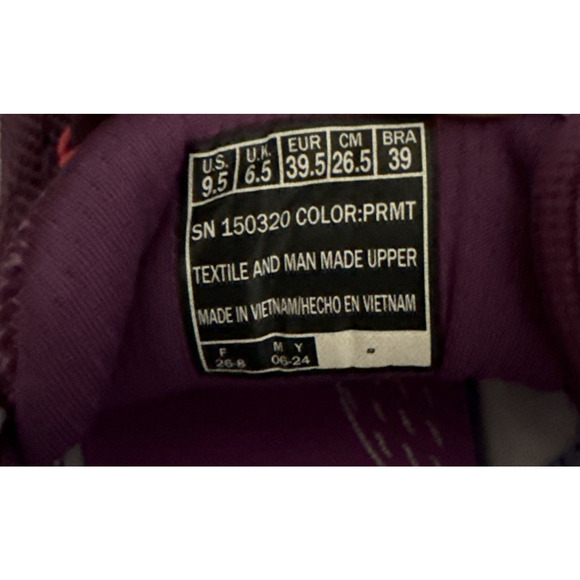 U.S. U.K. EUR CM BRA
9.5 6.5 39.5 26.5 39
SN 150320 COLOR:PRMT
TEXTILE AND MAN MADE UPPER
MADE IN VIETNAM/HECHO EN VIETNAM
F M Y
26-8 06-24